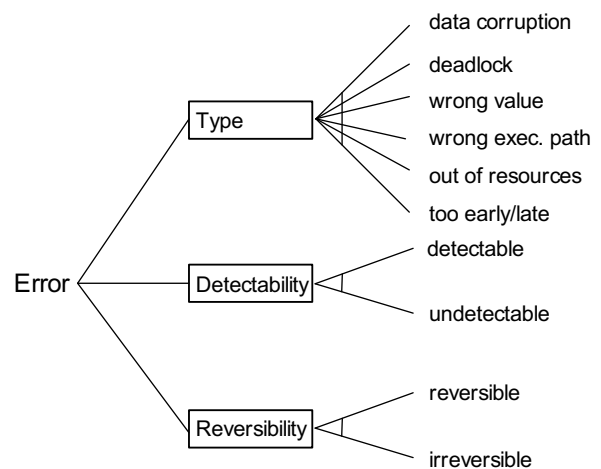 data corruption
deadlock
wrong value
Type
wrong exec. path
out of resources
too early/late
detectable
Error
Detectability
undetectable
reversible
Reversibility
irreversible